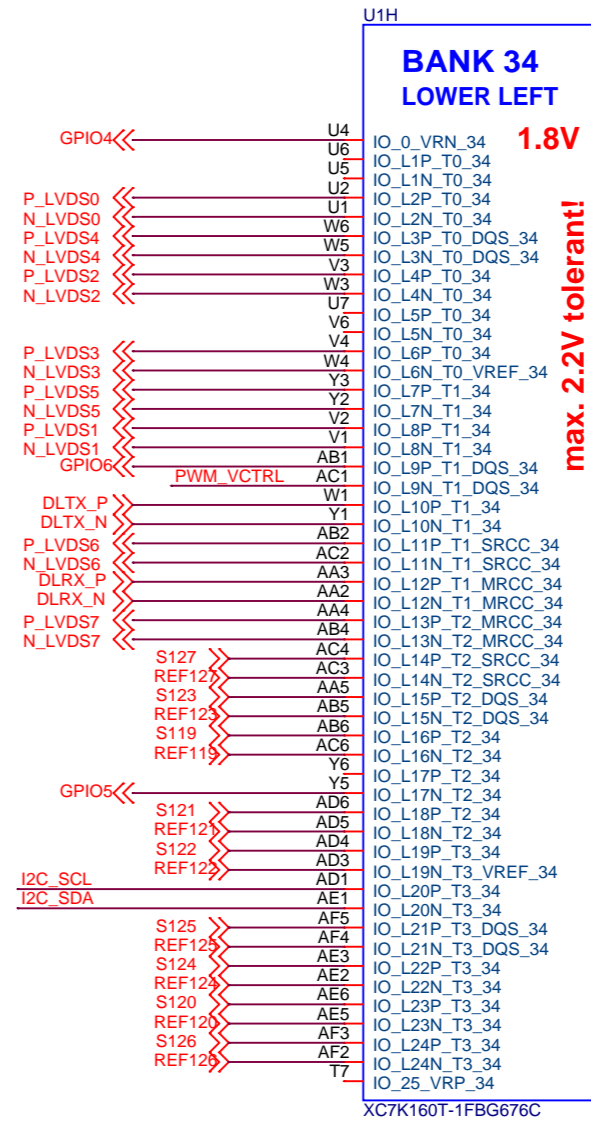 U1H
BANK 34
LOWER LEFT
1.8V
max. 2.2V tolerant!
GPIO4 U4 IO_0_VRN_34
U6 IO_L1P_T0_34
U5 IO_L1N_T0_34
P_LVDS0 U2 IO_L2P_T0_34
N_LVDS0 U1 IO_L2N_T0_34
P_LVDS4 W6 IO_L3P_T0_DQS_34
N_LVDS4 W5 IO_L3N_T0_DQS_34
P_LVDS2 V3 IO_L4P_T0_34
N_LVDS2 W3 IO_L4N_T0_34
U7 IO_L5P_T0_34
V6 IO_L5N_T0_34
P_LVDS3 V4 IO_L6P_T0_34
N_LVDS3 W4 IO_L6N_T0_VREF_34
P_LVDS5 Y3 IO_L7P_T1_34
N_LVDS5 Y2 IO_L7N_T1_34
P_LVDS1 V2 IO_L8P_T1_34
N_LVDS1 V1 IO_L8N_T1_34
GPIO6 AB1 IO_L9P_T1_DQS_34
PWM_VCTRL AC1 IO_L9N_T1_DQS_34
DLTX_P W1 IO_L10P_T1_34
DLTX_N Y1 IO_L10N_T1_34
P_LVDS6 AB2 IO_L11P_T1_SRCC_34
N_LVDS6 AC2 IO_L11N_T1_SRCC_34
DLRX_P AA3 IO_L12P_T1_MRCC_34
DLRX_N AA2 IO_L12N_T1_MRCC_34
P_LVDS7 AA4 IO_L13P_T2_MRCC_34
N_LVDS7 AB4 IO_L13N_T2_MRCC_34
S127 AC4 IO_L14P_T2_SRCC_34
REF127 AC3 IO_L14N_T2_SRCC_34
S123 AA5 IO_L15P_T2_DQS_34
REF123 AB5 IO_L15N_T2_DQS_34
S119 AB6 IO_L16P_T2_34
REF119 AC6 IO_L16N_T2_34
Y6 IO_L17P_T2_34
GPIO5 Y5 IO_L17N_T2_34
S121 AD6 IO_L18P_T2_34
REF121 AD5 IO_L18N_T2_34
S122 AD4 IO_L19P_T3_34
REF122 AD3 IO_L19N_T3_VREF_34
I2C_SCL AD1 IO_L20P_T3_34
I2C_SDA AE1 IO_L20N_T3_34
S125 AF5 IO_L21P_T3_DQS_34
REF125 AF4 IO_L21N_T3_DQS_34
S124 AE3 IO_L22P_T3_34
REF124 AE2 IO_L22N_T3_34
S120 AE6 IO_L23P_T3_34
REF120 AE5 IO_L23N_T3_34
S126 AF3 IO_L24P_T3_34
REF126 AF2 IO_L24N_T3_34
T7 IO_25_VRP_34
XC7K160T-1FBG676C